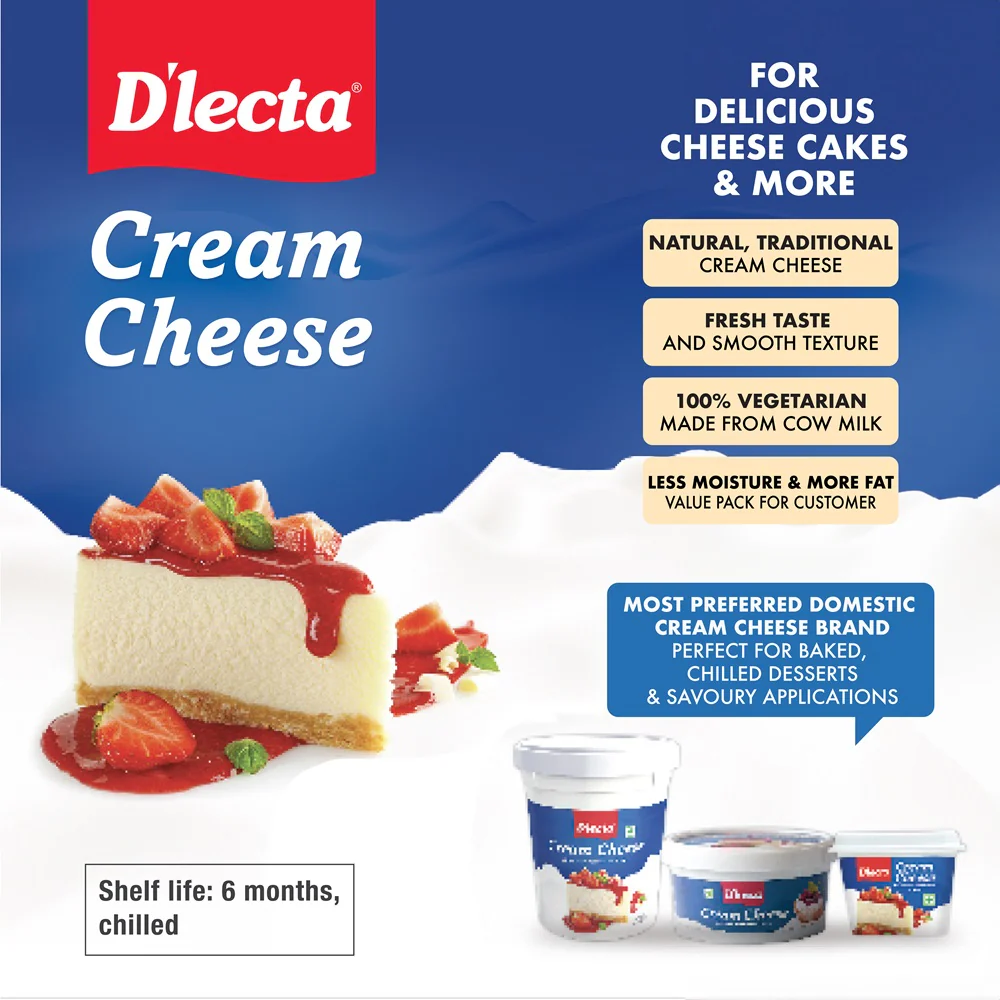 D'lecta®
Cream
Cheese
FOR
DELICIOUS
CHEESE CAKES
& MORE
NATURAL, TRADITIONAL
CREAM CHEESE
FRESH TASTE
AND SMOOTH TEXTURE
100% VEGETARIAN
MADE FROM COW MILK
LESS MOISTURE & MORE FAT
VALUE PACK FOR CUSTOMER
MOST PREFERRED DOMESTIC
CREAM CHEESE BRAND
PERFECT FOR BAKED,
CHILLED DESSERTS
& SAVOURY APPLICATIONS
Shelf life: 6 months,
chilled
D'lecta
Cream Cheese
D'lecta
Cream Cheese
D'lecta